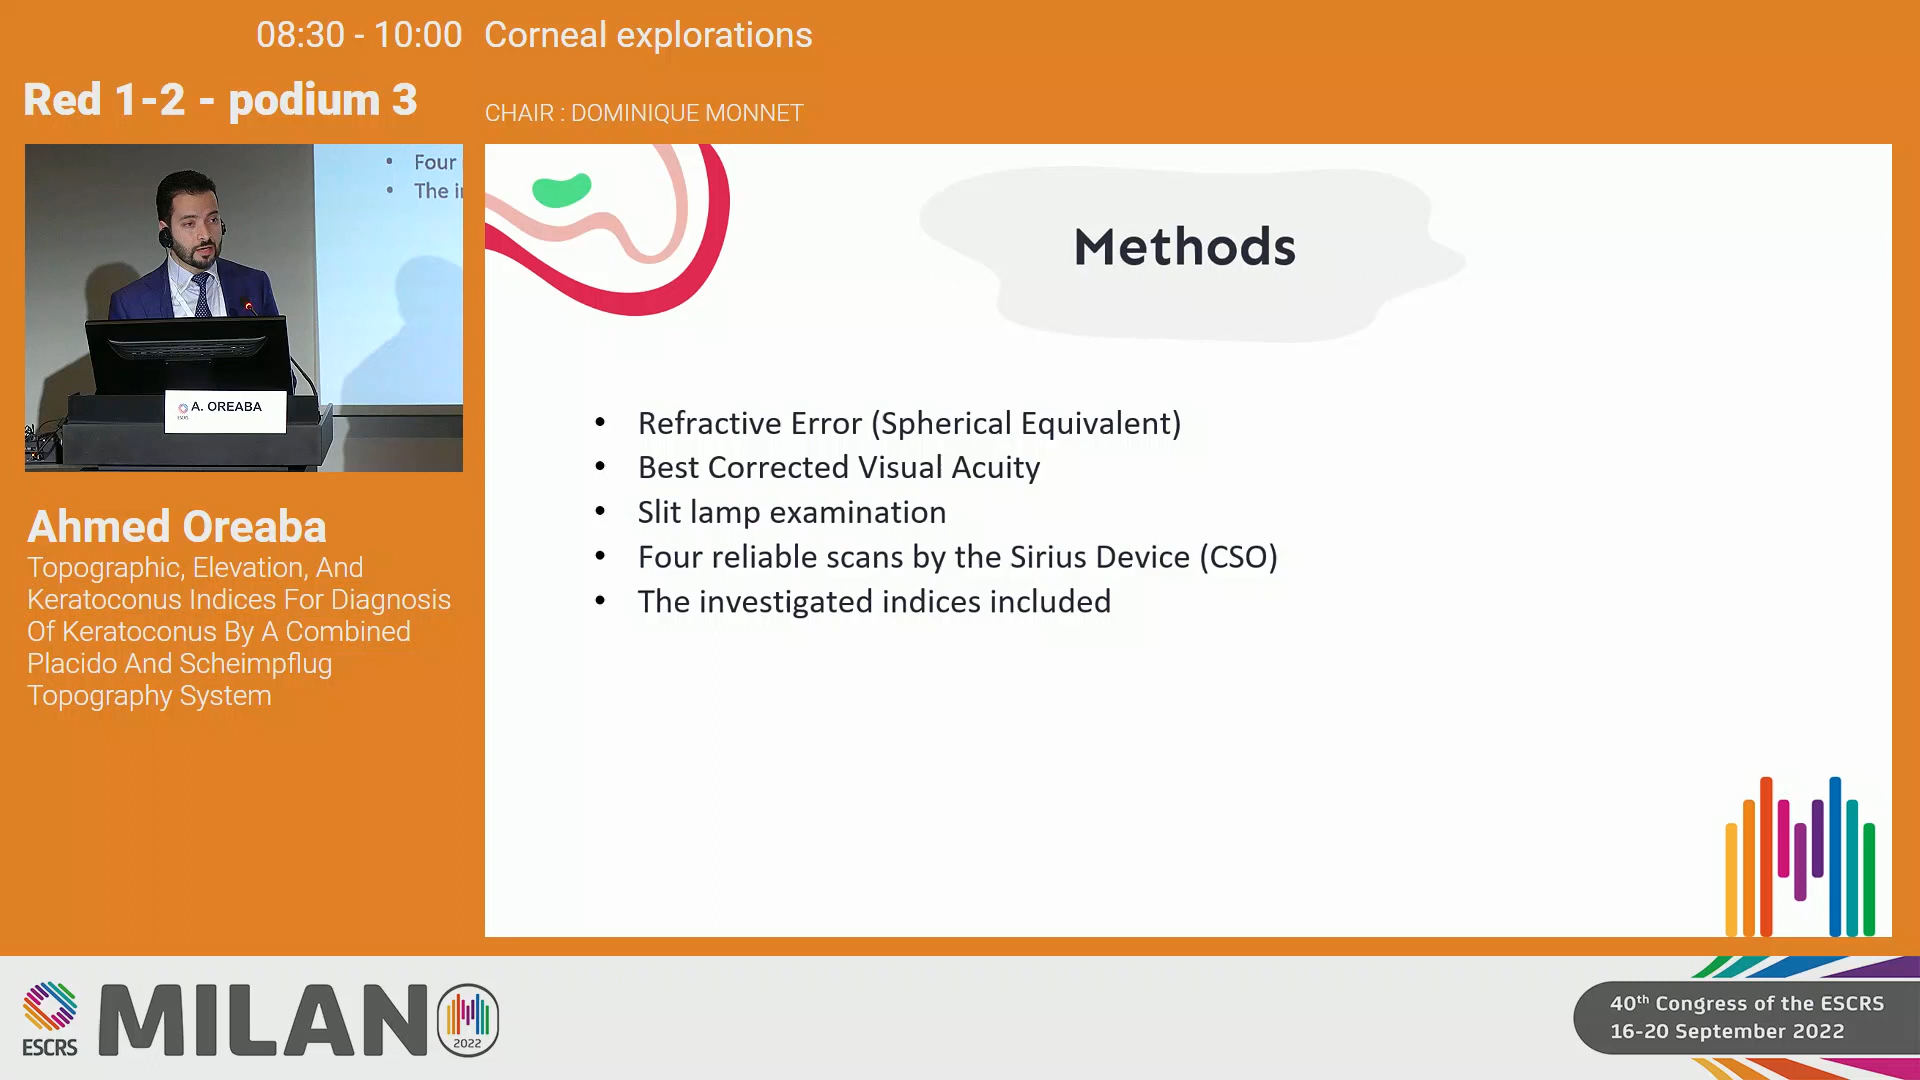 08:30 - 10:00 Corneal explorations
Red 1-2 - podium 3
CHAIR : DOMINIQUE MONNET
• Four
• The i
ESCRS
A. OREABA
Ahmed Oreaba
Topographic, Elevation, And
Keratoconus Indices For Diagnosis
Of Keratoconus By A Combined
Placido And Scheimpflug
Topography System
Methods
• Refractive Error (Spherical Equivalent)
• Best Corrected Visual Acuity
• Slit lamp examination
• Four reliable scans by the Sirius Device (CSO)
• The investigated indices included
ESCRS
MILANO
2022
40th Congress of the ESCRS
16-20 September 2022